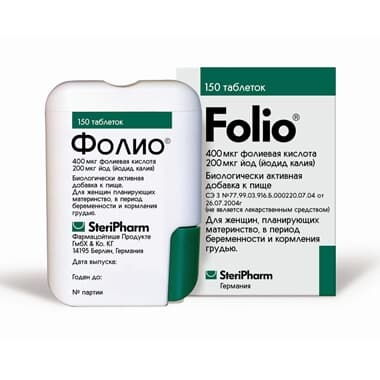 150 таблеток
Фолио®
400 мкг фолиевая кислота
200 мкг йод (йодид калия)
Биологически активная
добавка к пище.
Для женщин, планирующих
материнство, в период
беременности и кормления
грудью.
SteriPharm
Фармацойтише Продукте
ГмбХ & Ко. КГ
14195 Берлин, Германия
Дата выпуска:
Годен до:
№ партии
150 таблеток
Folio®
400 мкг фолиевая кислота
200 мкг йод (йодид калия)
Биологически активная
добавка к пище
СЭ З №77.99.03.916.Б.000220.07.04 от
26.07.2004г
(не является лекарственным средством)
Для женщин, планирующих
материнство, в период
беременности и кормления
грудью.
SteriPharm
Германия